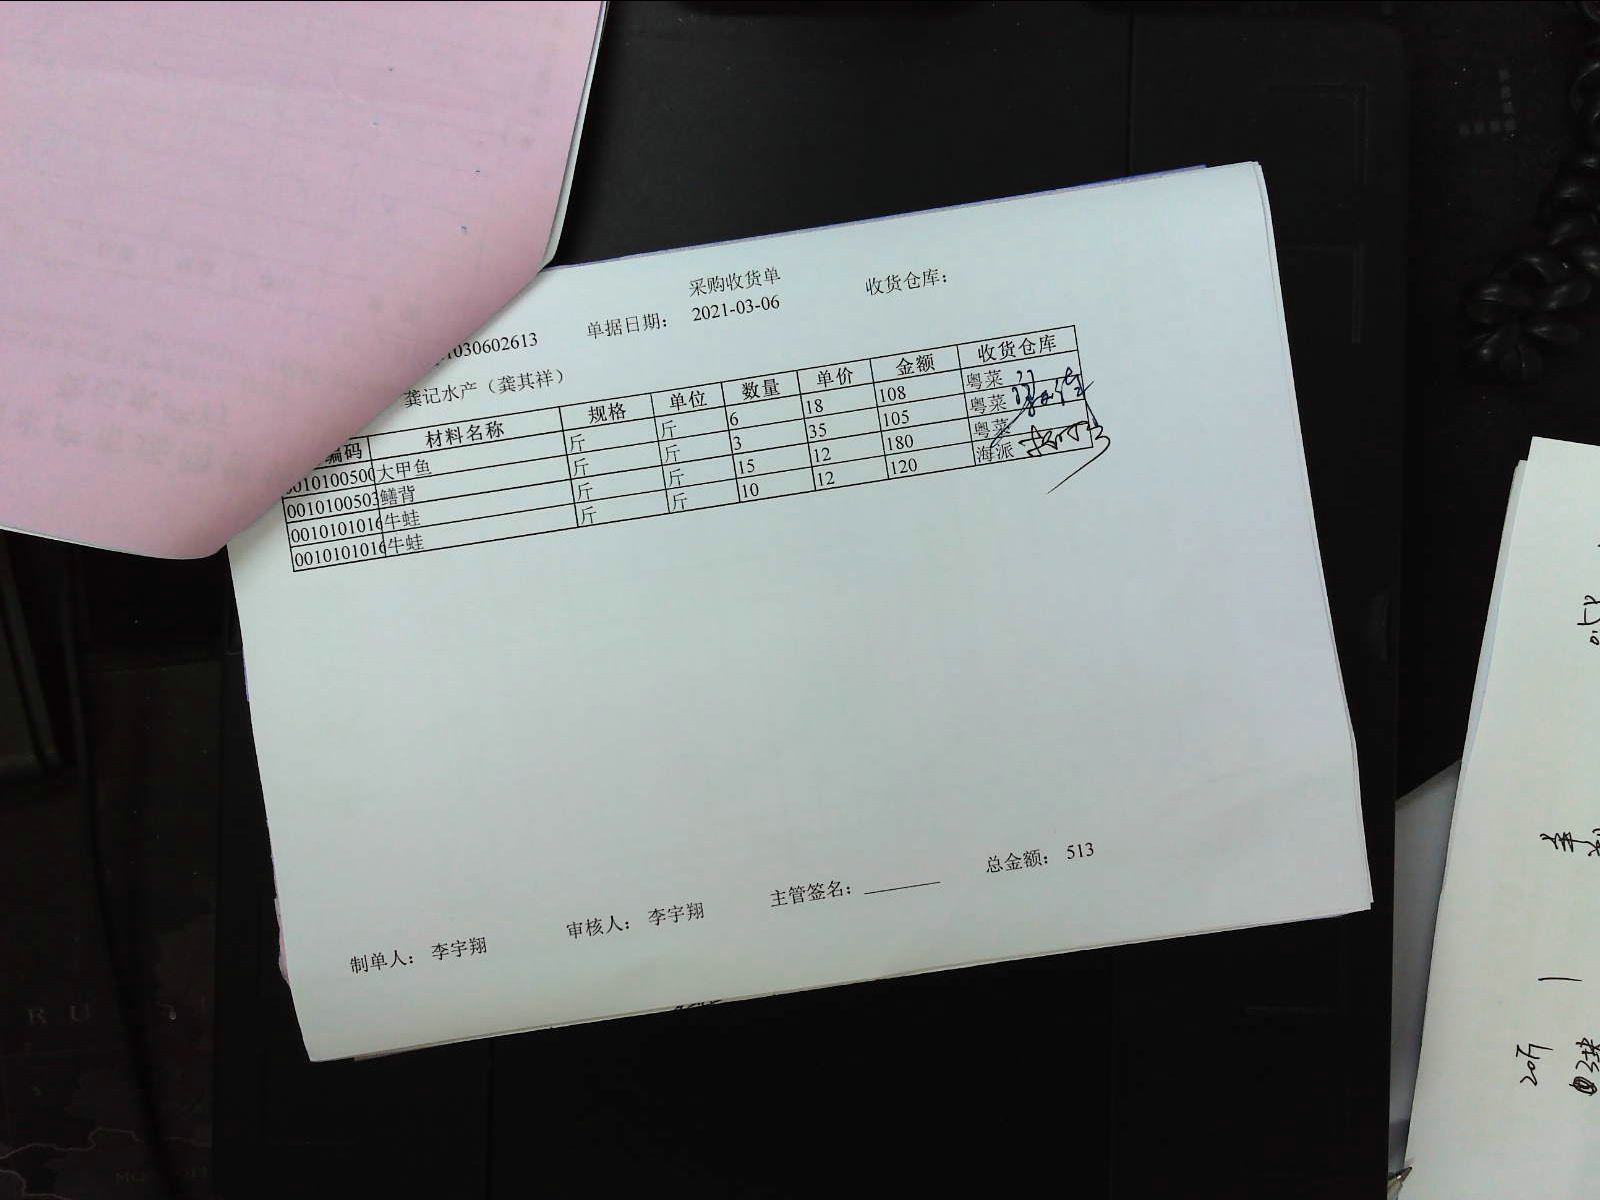 采购收货单
1030602613 单据日期： 2021-03-06 收货仓库：
龚记水产（龚其祥）
编码 材料名称 规格 单位 数量 单价 金额 收货仓库
0010100500 大甲鱼 斤 斤 6 18 108 粤菜
0010100503 鳝背 斤 斤 3 35 105 粤菜
0010101016 牛蛙 斤 斤 15 12 180 粤菜
0010101016 牛蛙 斤 斤 10 12 120 海派
制单人： 李宇翔 审核人： 李宇翔 主管签名： 总金额： 513